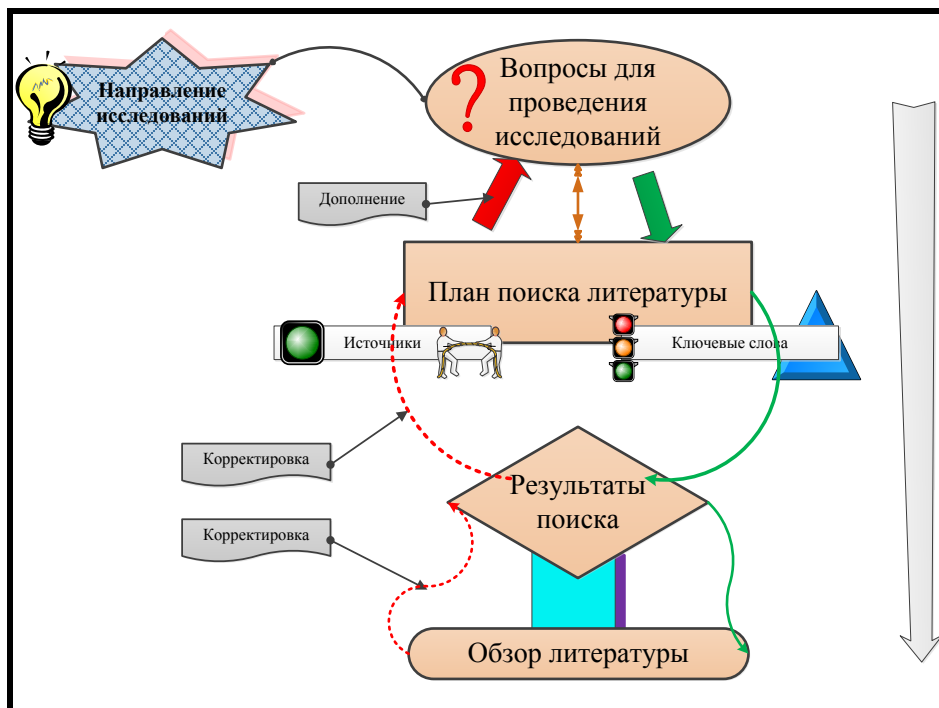 Направление
исследований
Вопросы для
проведения
исследований
?
Дополнение
План поиска литературы
Источники
Ключевые слова
Корректировка
Результаты
поиска
Корректировка
Обзор литературы